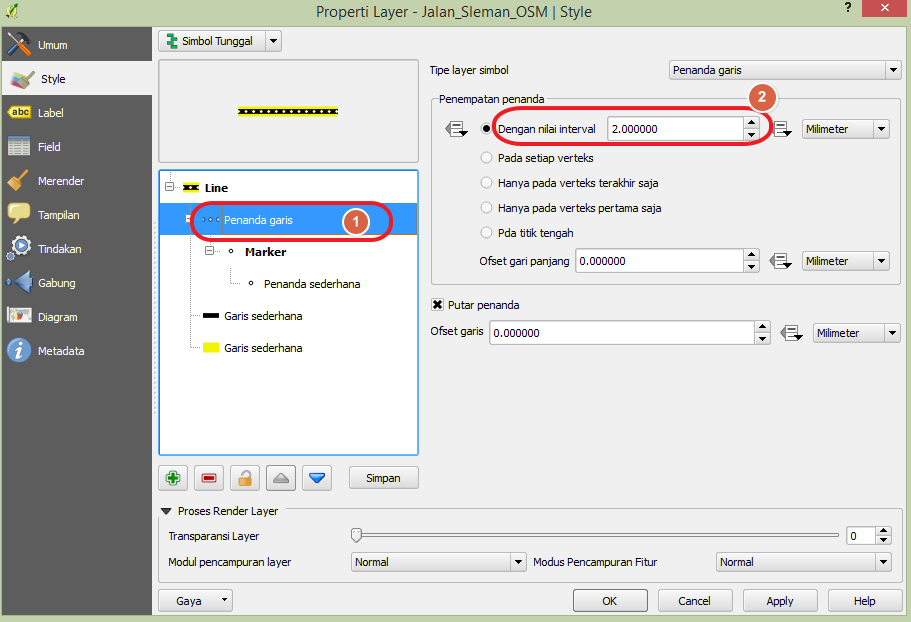 Properti Layer - Jalan_Sleman_OSM | Style
?
Umum
Style
abc Label
Field
Merender
Tampilan
Tindakan
Gabung
Diagram
Metadata
Simbol Tunggal
Line
Penanda garis
1
Marker
Penanda sederhana
Garis sederhana
Garis sederhana
Simpan
Tipe layer simbol
Penanda garis
Penempatan penanda
2
Dengan nilai interval
2.000000
Milimeter
Pada setiap verteks
Hanya pada verteks terakhir saja
Hanya pada verteks pertama saja
Pda titik tengah
Ofset gari panjang
0.000000
Milimeter
Putar penanda
Ofset garis
0.000000
Milimeter
Proses Render Layer
Transparansi Layer
0
Modul pencampuran layer
Normal
Modus Pencampuran Fitur
Normal
Gaya
OK
Cancel
Apply
Help